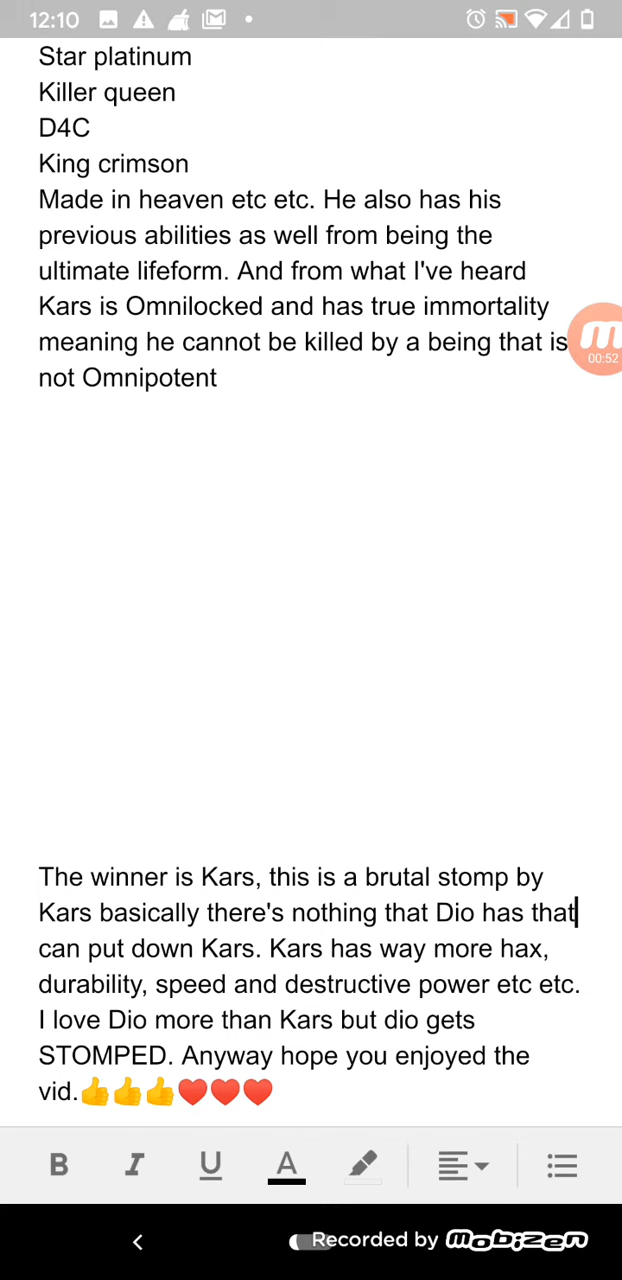 12:10
Star platinum
Killer queen
D4C
King crimson
Made in heaven etc etc. He also has his
previous abilities as well from being the
ultimate lifeform. And from what I've heard
Kars is Omnilocked and has true immortality
meaning he cannot be killed by a being that is
not Omnipotent
00:52
The winner is Kars, this is a brutal stomp by
Kars basically there's nothing that Dio has that
can put down Kars. Kars has way more hax,
durability, speed and destructive power etc etc.
I love Dio more than Kars but dio gets
STOMPED. Anyway hope you enjoyed the
vid.👍👍👍♥️♥️♥️
B I U A
Recorded by mobizen